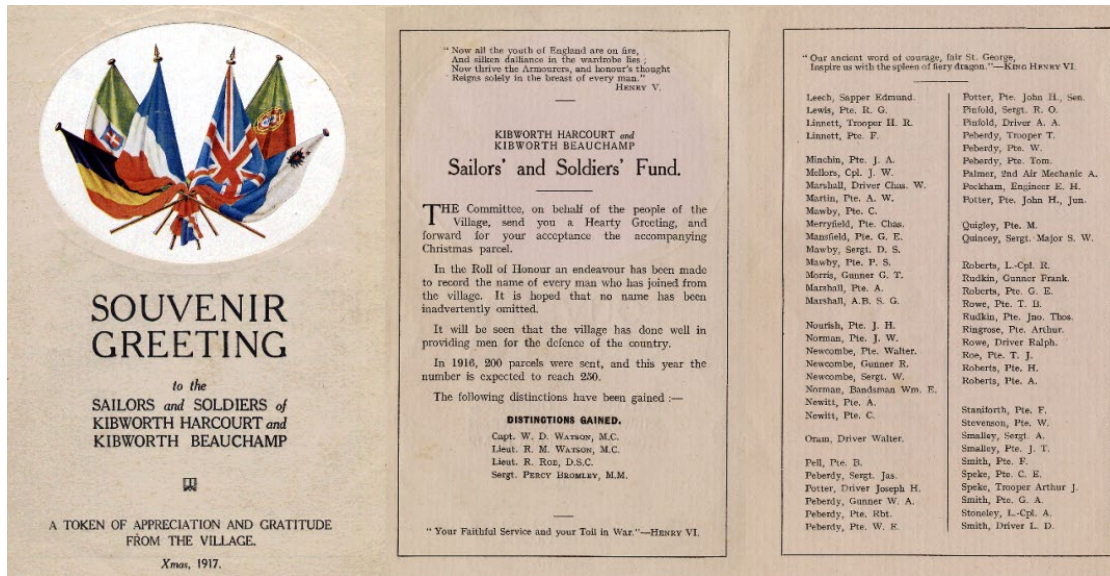 SOUVENIR
GREETING
to the
SAILORS and SOLDIERS of
KIBWORTH HARCOURT and
KIBWORTH BEAUCHAMP
A TOKEN OF APPRECIATION AND GRATITUDE
FROM THE VILLAGE.
Xmas, 1917.
" Now all the youth of England are on fire,
And silken dalliance in the wardrobe lies ;
Now thrive the Armourers, and honour's thought
Reigns solely in the breast of every man."
HENRY V.
KIBWORTH HARCOURT and
KIBWORTH BEAUCHAMP
Sailors' and Soldiers' Fund.
THE Committee, on behalf of the people of the
Village, send you a Hearty Greeting, and
forward for your acceptance the accompanying
Christmas parcel.
In the Roll of Honour an endeavour has been made
to record the name of every man who has joined from
the village. It is hoped that no name has been
inadvertently omitted.
It will be seen that the village has done well in
providing men for the defence of the country.
In 1916, 200 parcels were sent, and this year the
number is expected to reach 250.
The following distinctions have been gained :—
DISTINCTIONS GAINED.
Capt. W. D. WATSON, M.C.
Lieut. R. M. WATSON, M.C.
Lieut. R. ROE, D.S.C.
Sergt. PERCY BROMLEY, M.M.
" Your Faithful Service and your Toil in War."—HENRY VI.
" Our ancient word of courage, fair St. George,
Inspire us with the spleen of fiery dragon."—KING HENRY VI.
Leech, Sapper Edmund.
Lewis, Pte. R. G.
Linnett, Trooper H. R.
Linnett, Pte. F.
Minchin, Pte. J. A.
Mellors, Cpl. J. W.
Marshall, Driver Chas. W.
Martin, Pte. A. W.
Mawby, Pte. C.
Merryfield, Pte. Chas.
Mansfield, Pte. G. E.
Mawby, Sergt. D. S.
Mawby, Pte. P. S.
Morris, Gunner G. T.
Marshall, Pte. A.
Marshall, A.B. S. G.
Nourish, Pte. J. H.
Norman, Pte. J. W.
Newcombe, Pte. Walter.
Newcombe, Gunner R.
Newcombe, Sergt. W.
Norman, Bandsman Wm. E.
Newitt, Pte. A.
Newitt, Pte. C.
Oram, Driver Walter.
Pell, Pte. B.
Peberdy, Sergt. Jas.
Potter, Driver Joseph H.
Peberdy, Gunner W. A.
Peberdy, Pte. Rbt.
Peberdy, Pte. W. E.
Potter, Pte. John H., Sen.
Pinfold, Sergt. R. O.
Pinfold, Driver A. A.
Peberdy, Trooper T.
Peberdy, Pte. W.
Peberdy, Pte. Tom.
Palmer, 2nd Air Mechanic A.
Peckham, Engineer E. H.
Potter, Pte. John H., Jun.
Quigley, Pte. M.
Quincey, Sergt. Major S. W.
Roberts, L.-Cpl. R.
Rudkin, Gunner Frank.
Roberts, Pte. G. E.
Rowe, Pte. T. B.
Rudkin, Pte. Jno. Thos.
Ringrose, Pte. Arthur.
Rowe, Driver Ralph.
Roe, Pte. T. J.
Roberts, Pte. H.
Roberts, Pte. A.
Staniforth, Pte. F.
Stevenson, Pte. W.
Smalley, Sergt. A.
Smalley, Pte. J. T.
Smith, Pte. F.
Speke, Pte. C. E.
Speke, Trooper Arthur J.
Smith, Pte. G. A.
Stoneley, L.-Cpl. A.
Smith, Driver L. D.